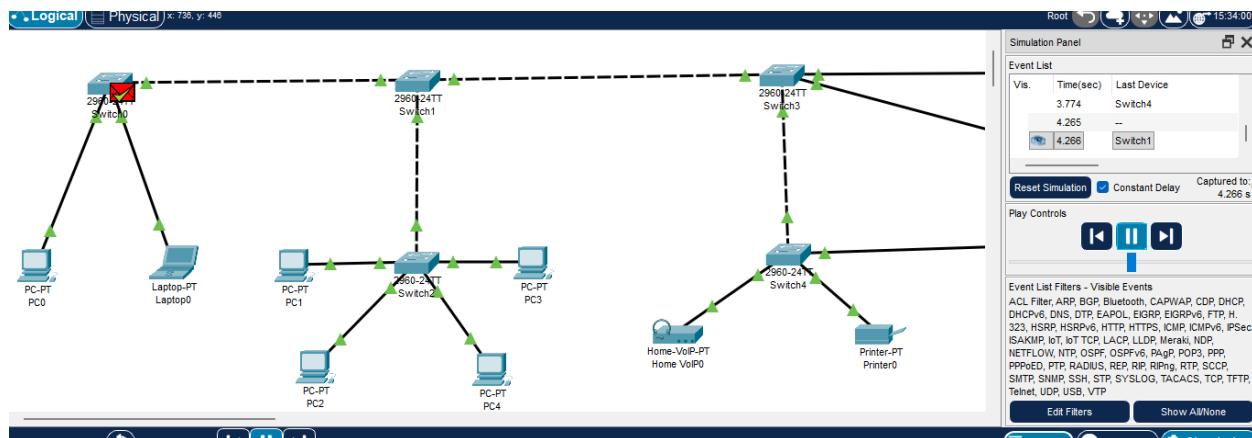 Logical Physical x: 736, y: 446
Root 15:34:00
Simulation Panel
Event List
Vis. Time(sec) Last Device
3.774 Switch4
4.265 --
4.266 Switch1
Reset Simulation Constant Delay Captured to:
4.266 s
Play Controls
Event List Filters - Visible Events
ACL Filter, ARP, BGP, Bluetooth, CAPWAP, CDP, DHCP,
DHCPv6, DNS, DTP, EAPOL, EIGRP, EIGRPv6, FTP, H.
323, HSRP, HSRPv6, HTTP, HTTPS, ICMP, ICMPv6, IPSec,
ISAKMP, IoT, IoT TCP, LACP, LLDP, Meraki, NDP,
NETFLOW, NTP, OSPF, OSPFv6, PAgP, POP3, PPP,
PPPoED, PTP, RADIUS, REP, RIP, RIPng, RTP, SCCP,
SMTP, SNMP, SSH, STP, SYSLOG, TACACS, TCP, TFTP,
Telnet, UDP, USB, VTP
Edit Filters Show All/None
2960-24TT
Switch0
2960-24TT
Switch1
2960-24TT
Switch3
PC-PT
PC0
Laptop-PT
Laptop0
PC-PT
PC1
2960-24TT
Switch2
PC-PT
PC3
2960-24TT
Switch4
PC-PT
PC2
PC-PT
PC4
Home-VoIP-PT
Home VoIP0
Printer-PT
Printer0